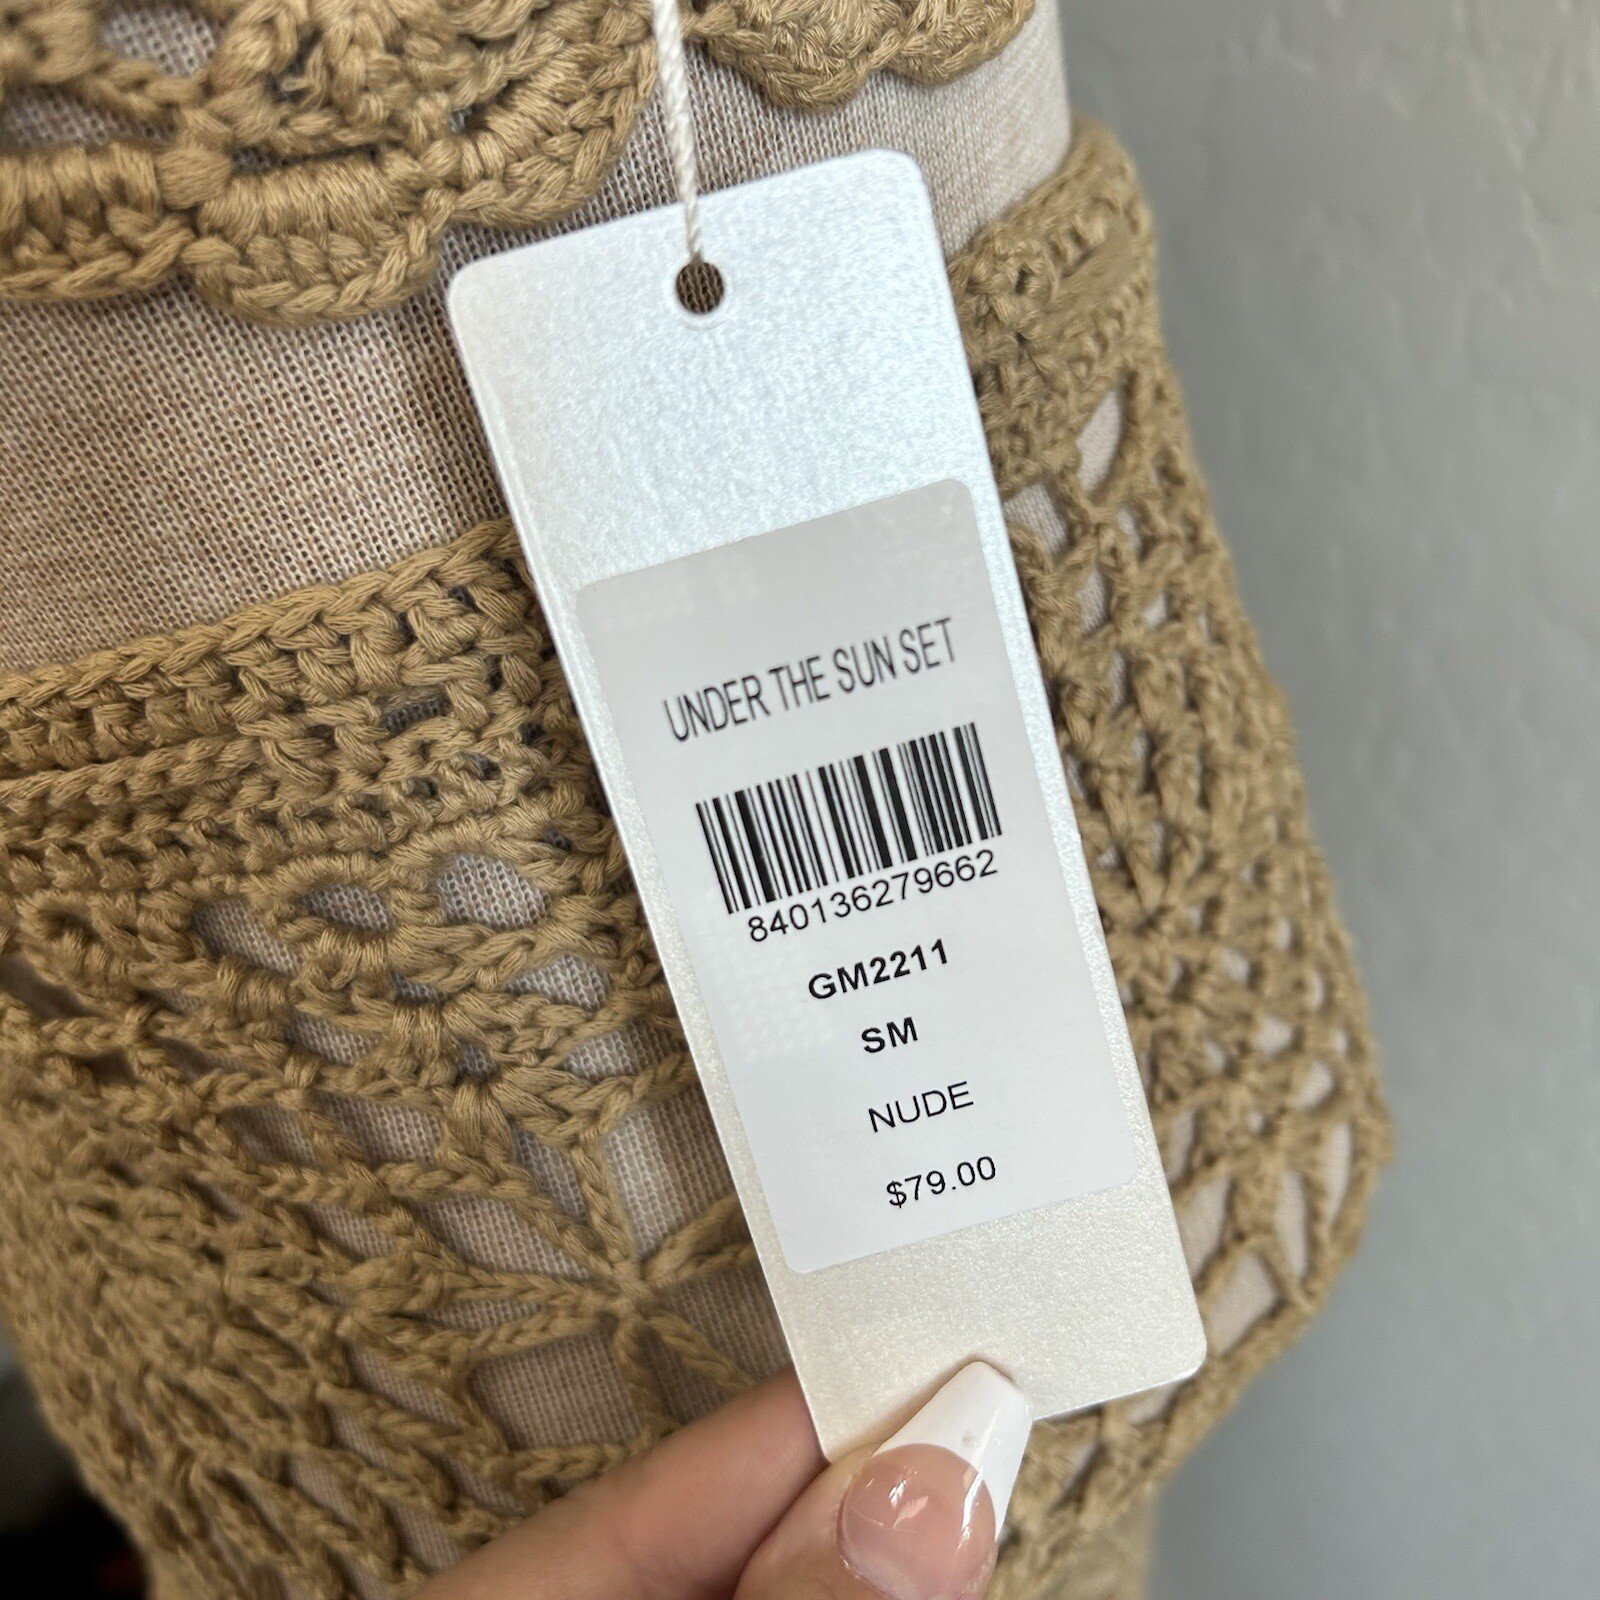 UNDER THE SUN SET
840136279662
GM2211
SM
NUDE
$79.00